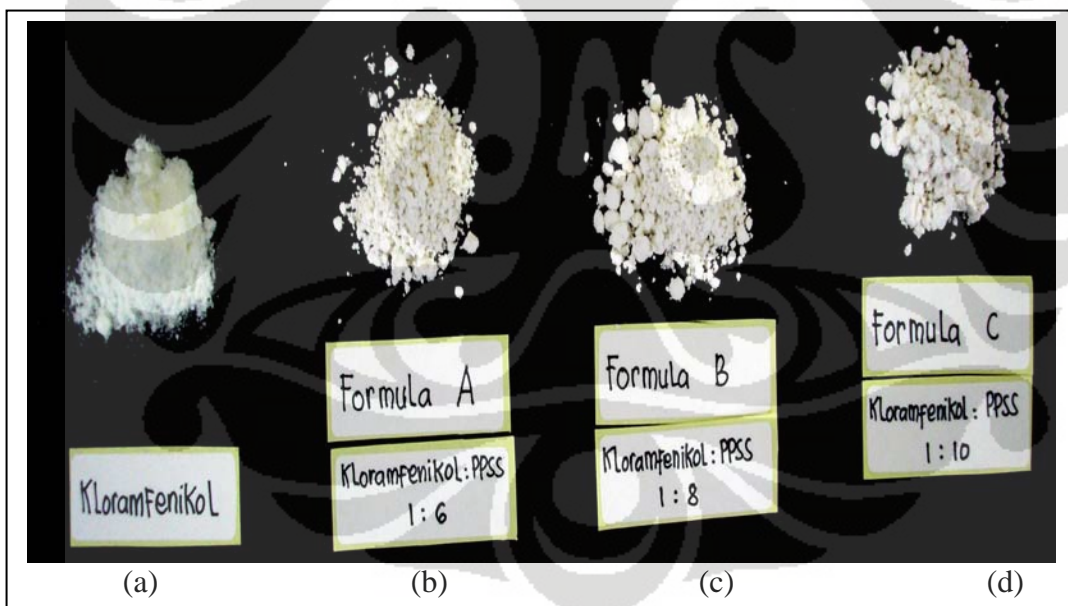 Kloramfenikol
Formula A
Kloramfenikol : PPSS
1 : 6
Formula B
Kloramfenikol : PPSS
1 : 8
Formula C
Kloramfenikol : PPSS
1 : 10
(a)
(b)
(c)
(d)